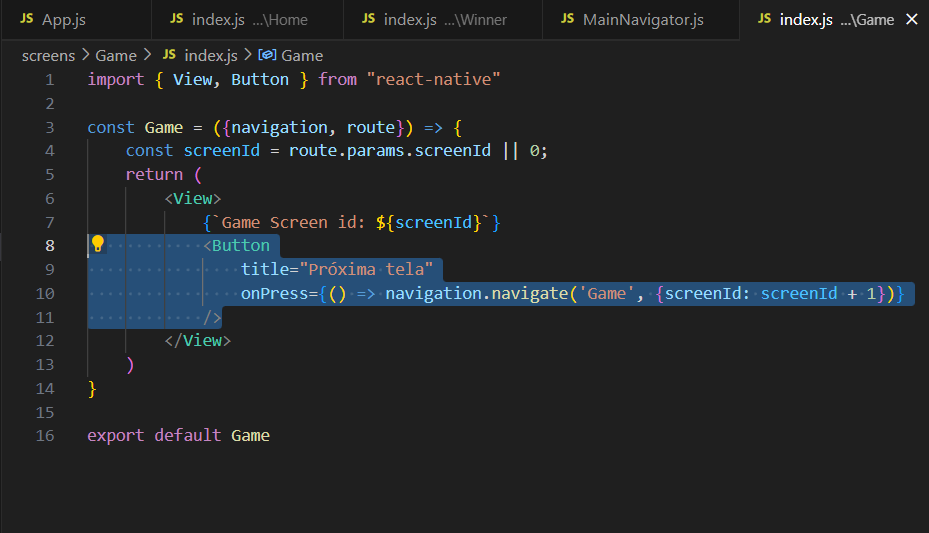 JS App.js JS index.js ...\Home JS index.js ...\Winner JS MainNavigator.js JS index.js ...\Game ×
screens > Game > JS index.js > Game
1 import { View, Button } from "react-native"
2
3 const Game = ({navigation, route}) => {
4     const screenId = route.params.screenId || 0;
5     return (
6         <View>
7             {`Game Screen id: ${screenId}`}
8             <Button
9                 title="Próxima tela"
10                 onPress={() => navigation.navigate('Game', {screenId: screenId + 1})}
11             />
12         </View>
13     )
14 }
15
16 export default Game